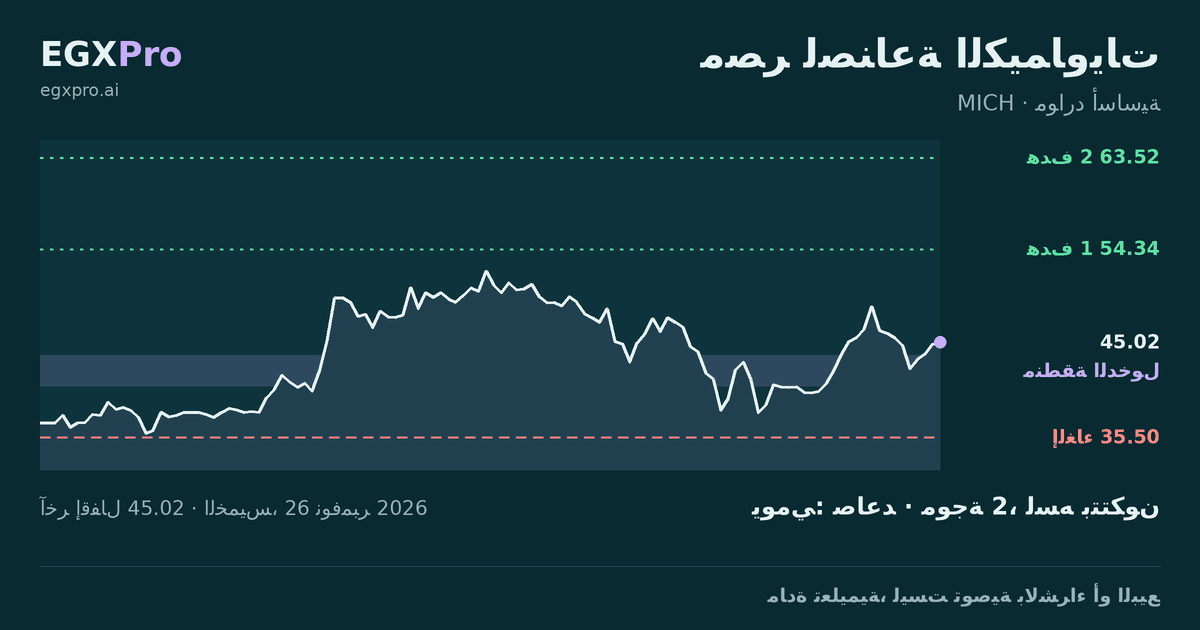 EGXPro
egxpro.ai
مصر لصناعة الكيماويات
MICH · موارد أساسية
هدف 2 63.52
هدف 1 54.34
45.02
منطقة الدخول
إلغاء 35.50
يومي: صاعد · موجة 2، لسه بتتكون
آخر إقفال 45.02 · الخميس، 26 نوفمبر 2026
مادة تعليمية، ليست توصية بالشراء أو البيع